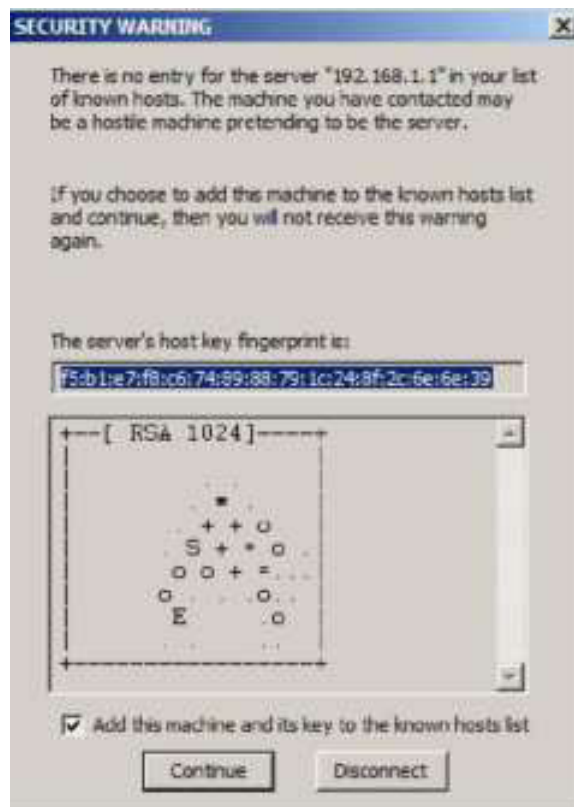 SECURITY WARNING
There is no entry for the server "192.168.1.1" in your list
of known hosts. The machine you have contacted may
be a hostile machine pretending to be the server.
If you choose to add this machine to the known hosts list
and continue, then you will not receive this warning
again.
The server's host key fingerprint is:
f5:b1:e7:f8:c6:74:89:88:79:1c:24:8f:2c:6e:6e:39
+--[ RSA 1024]----+
. . .
* .
. . + + o
. S + * o .
o o + = . . .
o . . . . o . .
E . o
. . . .
+-----------------+
Add this machine and its key to the known hosts list
Continue
Disconnect